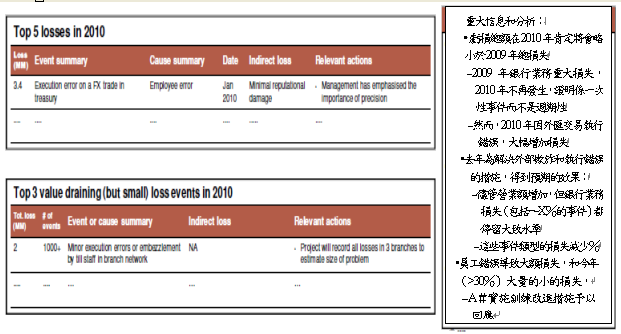 Top 5 losses in 2010
Loss (MM) Event summary Cause summary Date Indirect loss Relevant actions
3.4 Execution error on a FX trade in treasury Employee error Jan 2010 Minimal reputational damage - Management has emphasised the importance of precision
.... .... .... .... ..... ....
Top 3 value draining (but small) loss events in 2010
Tot. loss (MM) # of events Event or cause summary Indirect loss Relevant actions
2 1000+ Minor execution errors or embezzlement by till staff in branch network NA - Project will record all losses in 3 branches to estimate size of problem
.... .... .... .... ....
重大信息和分析：
•虧損總額在2010年肯定將會略
小於2009年總損失
–2009 年銀行業務重大損失，
2010年不再發生，證明係一次
性事件而不是週期性
–然而，2010年因外匯交易執行
錯誤，大幅增加損失
•去年為解決外部欺詐和執行錯誤
的措施，得到預期的效果：
–儘管營業額增加，但銀行業務
損失（包括~X%的事件）都
停留大致水準
–這些事件類型的損失減少9%
•員工錯誤導致大額損失，和今年
(>30%) 大量的小的損失，
–A#實施訓練改進措施予以
回應